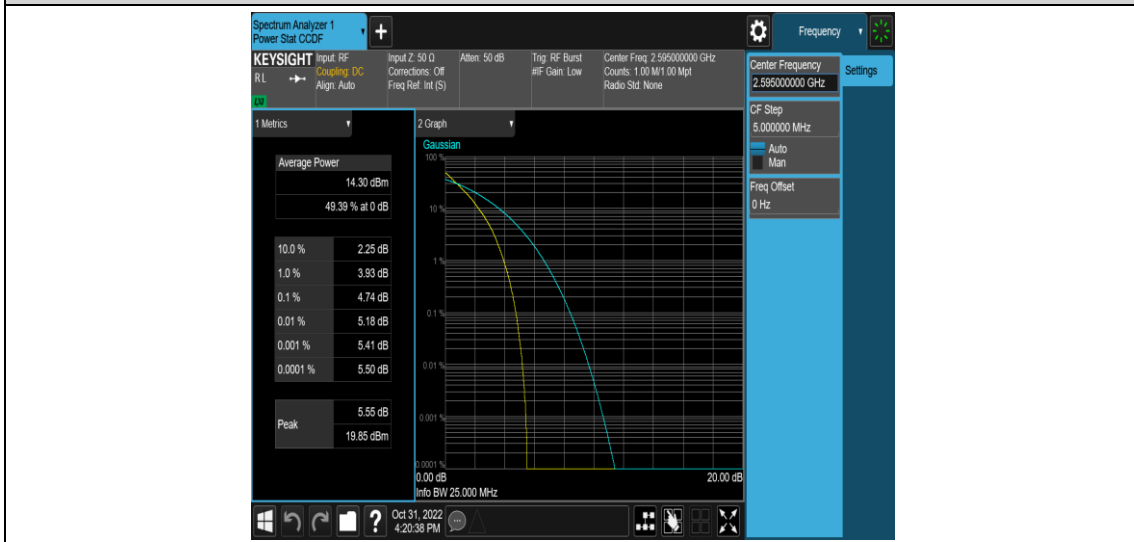 Spectrum Analyzer 1
Power Stat CCDF
+
Frequency
KEYSIGHT
RL
LXI
Input: RF
Coupling: DC
Align: Auto
Input Z: 50 Ω
Corrections: Off
Freq Ref: Int (S)
Atten: 50 dB
Trig: RF Burst
#IF Gain: Low
Center Freq: 2.595000000 GHz
Counts: 1.00 M/1.00 Mpt
Radio Std: None
Center Frequency
2.595000000 GHz
Settings
CF Step
5.000000 MHz
Auto
Man
Freq Offset
0 Hz
1 Metrics
Average Power
14.30 dBm
49.39 % at 0 dB
10.0 % 2.25 dB
1.0 % 3.93 dB
0.1 % 4.74 dB
0.01 % 5.18 dB
0.001 % 5.41 dB
0.0001 % 5.50 dB
Peak 5.55 dB
19.85 dBm
2 Graph
Gaussian
100 %
10 %
1 %
0.1 %
0.01 %
0.001 %
0.0001 %
0.00 dB 20.00 dB
Info BW 25.000 MHz
?
Oct 31, 2022
4:20:38 PM